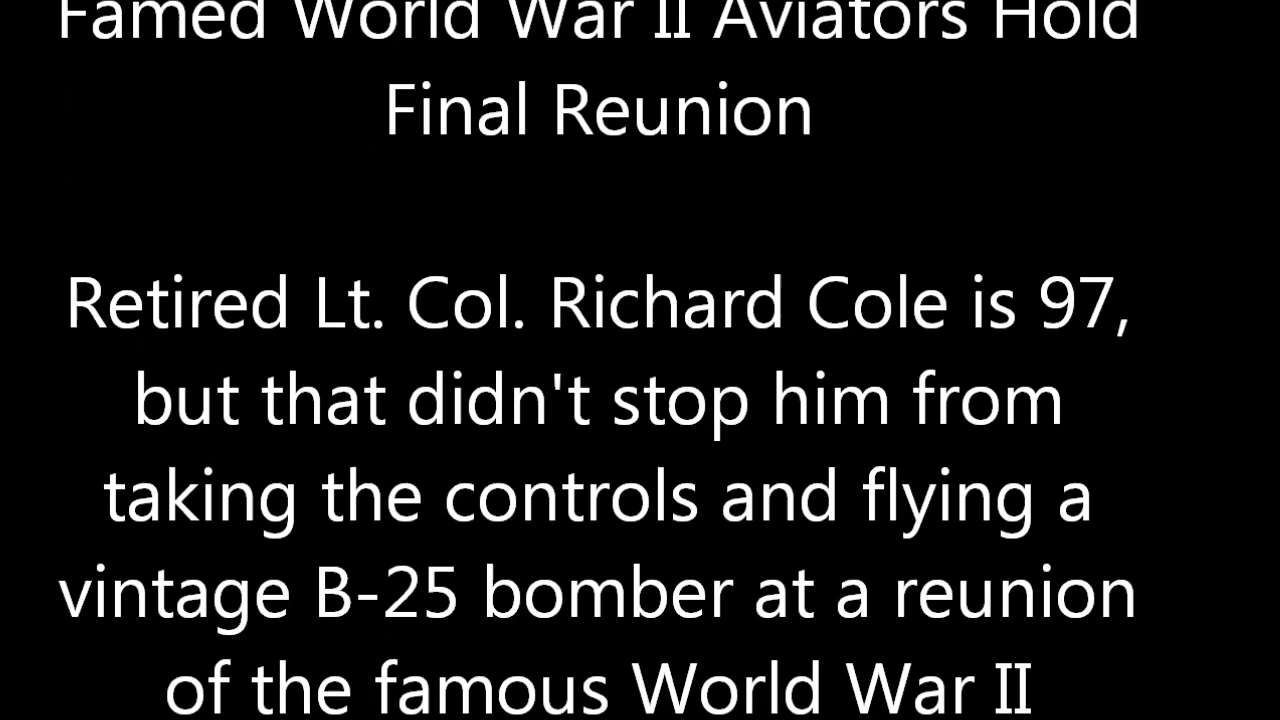 Famed World War II Aviators Hold
Final Reunion
Retired Lt. Col. Richard Cole is 97,
but that didn't stop him from
taking the controls and flying a
vintage B-25 bomber at a reunion
of the famous World War II